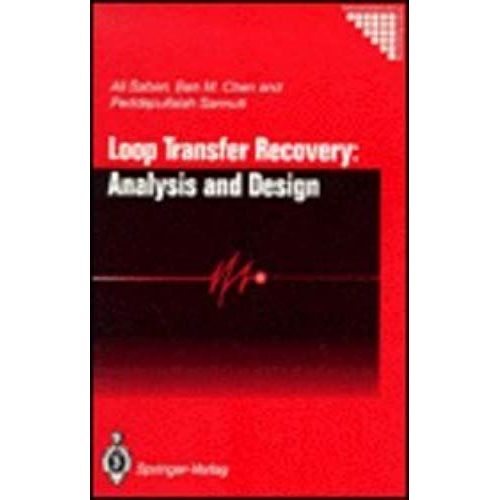 Ali Saberi, Ben M. Chen and
Peddapullaiah Sannuti
Loop Transfer Recovery:
Analysis and Design
Springer-Verlag